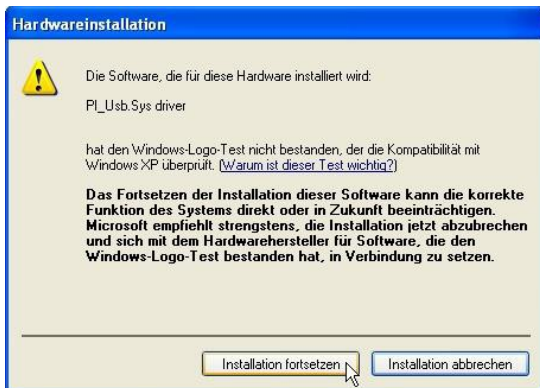 Hardwareinstallation
Die Software, die für diese Hardware installiert wird:
PI_Usb.Sys driver
hat den Windows-Logo-Test nicht bestanden, der die Kompatibilität mit
Windows XP überprüft. (Warum ist dieser Test wichtig?)
Das Fortsetzen der Installation dieser Software kann die korrekte
Funktion des Systems direkt oder in Zukunft beeinträchtigen.
Microsoft empfiehlt strengstens, die Installation jetzt abzubrechen
und sich mit dem Hardwarehersteller für Software, die den
Windows-Logo-Test bestanden hat, in Verbindung zu setzen.
Installation fortsetzen Installation abbrechen